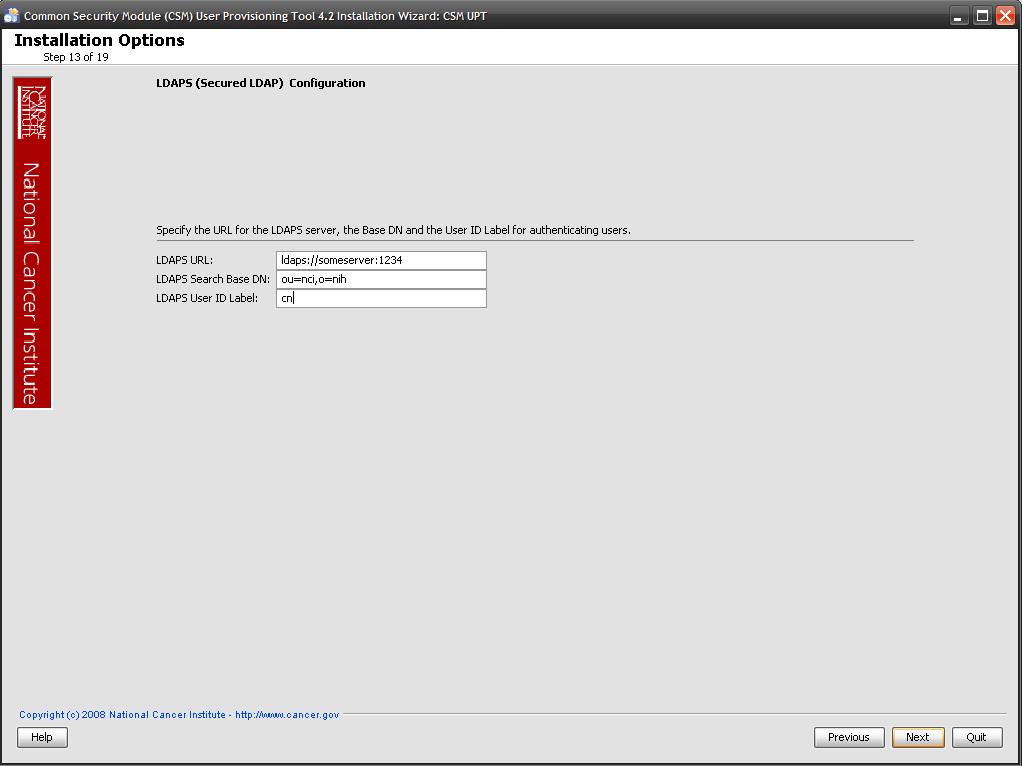 Common Security Module (CSM) User Provisioning Tool 4.2 Installation Wizard: CSM UPT
Installation Options
Step 13 of 19
NATIONAL
CANCER
INSTITUTE
National Cancer Institute
LDAPS (Secured LDAP) Configuration
Specify the URL for the LDAPS server, the Base DN and the User ID Label for authenticating users.
LDAPS URL: ldaps://someserver:1234
LDAPS Search Base DN: ou=nci,o=nih
LDAPS User ID Label: cn
Copyright (c) 2008 National Cancer Institute - http://www.cancer.gov
Help Previous Next Quit